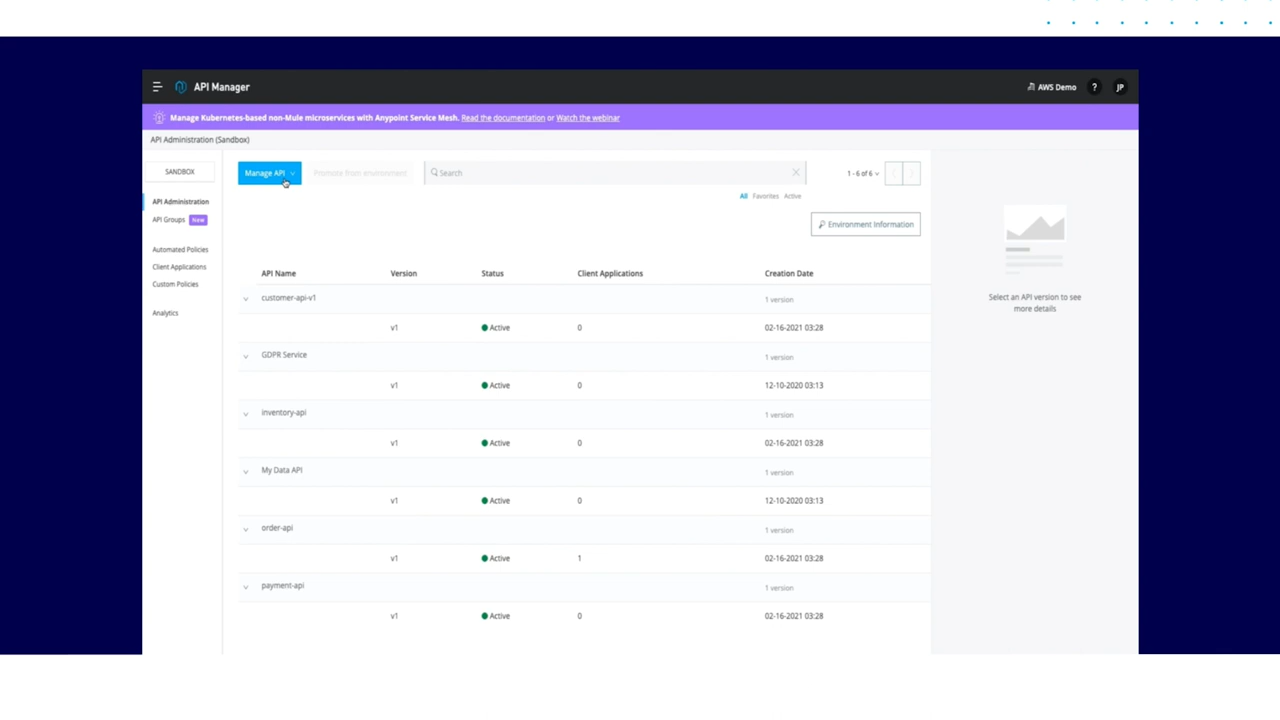 API Manager
AWS Demo ? JP
Manage Kubernetes-based non-Mule microservices with Anypoint Service Mesh. Read the documentation or Watch the webinar
API Administration (Sandbox)
SANDBOX
API Administration
API Groups New
Automated Policies
Client Applications
Custom Policies
Analytics
Manage API
Promote from environment
Search
1 - 6 of 6
All Favorites Active
Environment Information
API Name Version Status Client Applications Creation Date
customer-api-v1 1 version
v1 Active 0 02-16-2021 03:28
GDPR Service 1 version
v1 Active 0 12-10-2020 03:13
inventory-api 1 version
v1 Active 0 02-16-2021 03:28
My Data API 1 version
v1 Active 0 12-10-2020 03:13
order-api 1 version
v1 Active 1 02-16-2021 03:28
payment-api 1 version
v1 Active 0 02-16-2021 03:28
Select an API version to see
more details